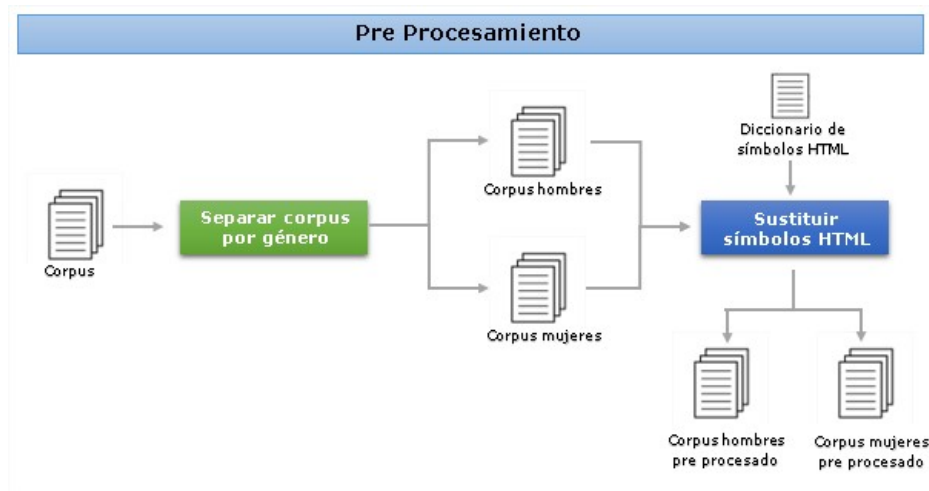 Pre Procesamiento
Diccionario de
símbolos HTML
Corpus hombres
Separar corpus
por género
Sustituir
símbolos HTML
Corpus
Corpus mujeres
Corpus hombres
pre procesado
Corpus mujeres
pre procesado